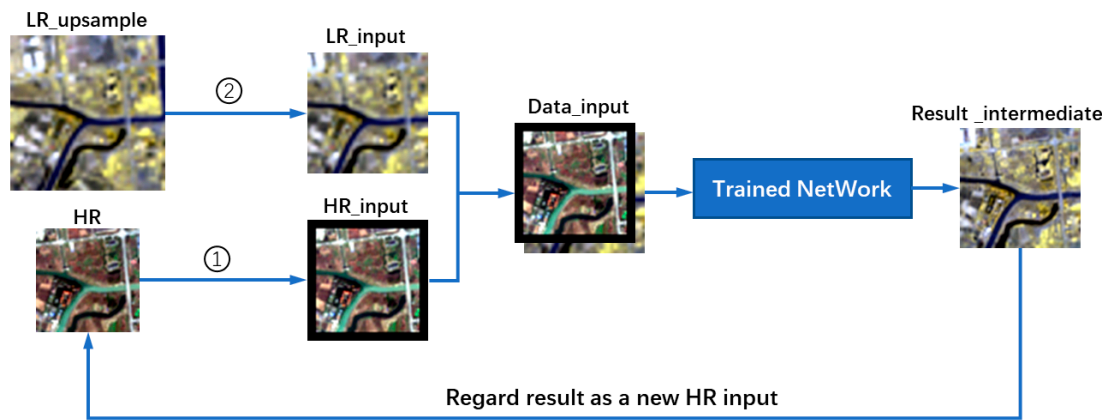 LR_upsample
LR_input
②
Data_input
Result _intermediate
Trained NetWork
HR
HR_input
①
Regard result as a new HR input